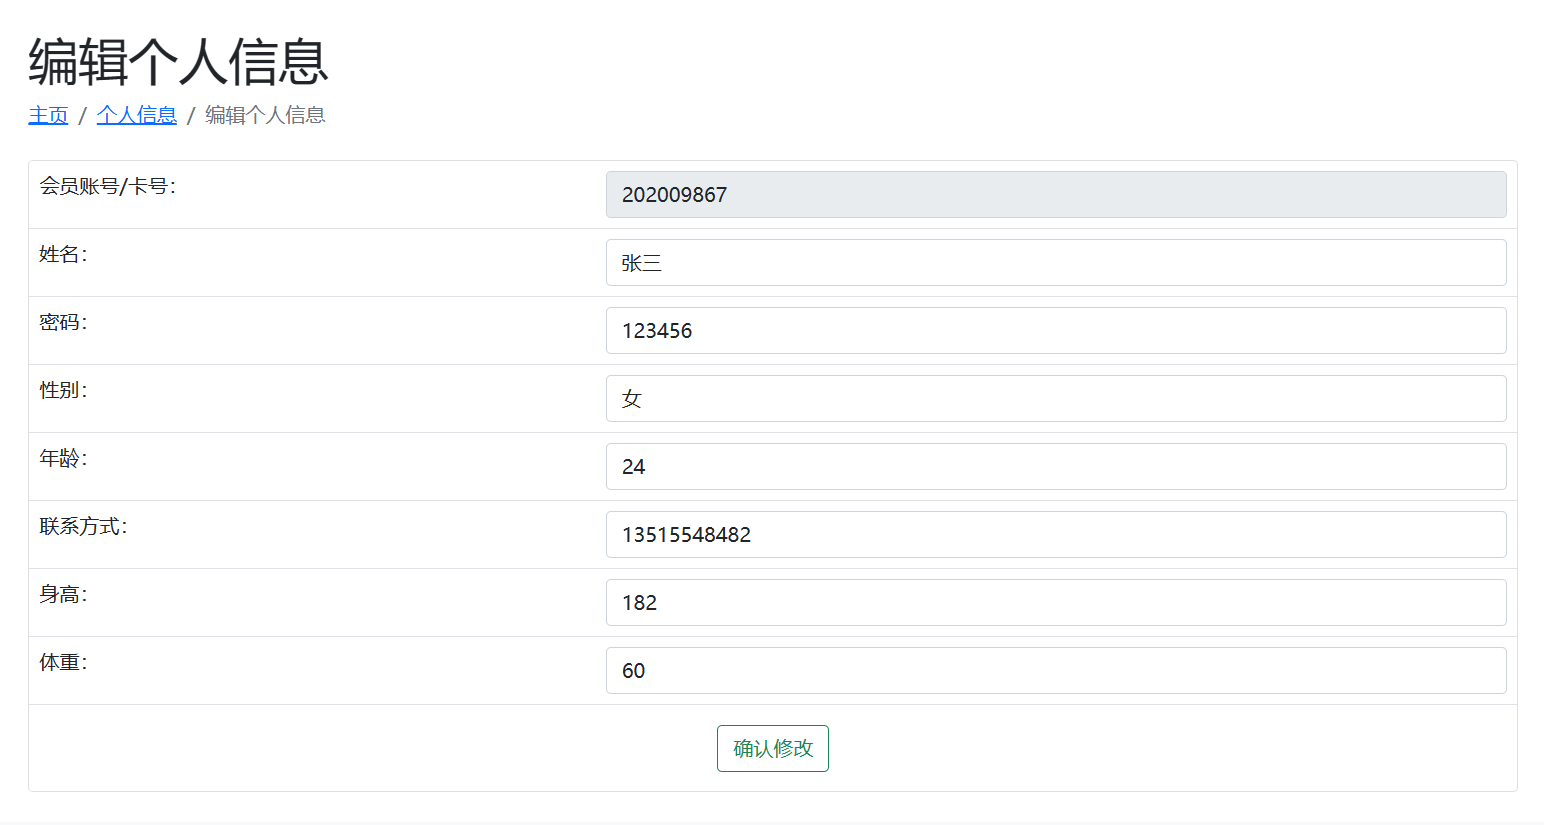 编辑个人信息
主页 / 个人信息 / 编辑个人信息
会员账号/卡号： 202009867
姓名： 张三
密码： 123456
性别： 女
年龄： 24
联系方式： 13515548482
身高： 182
体重： 60
确认修改